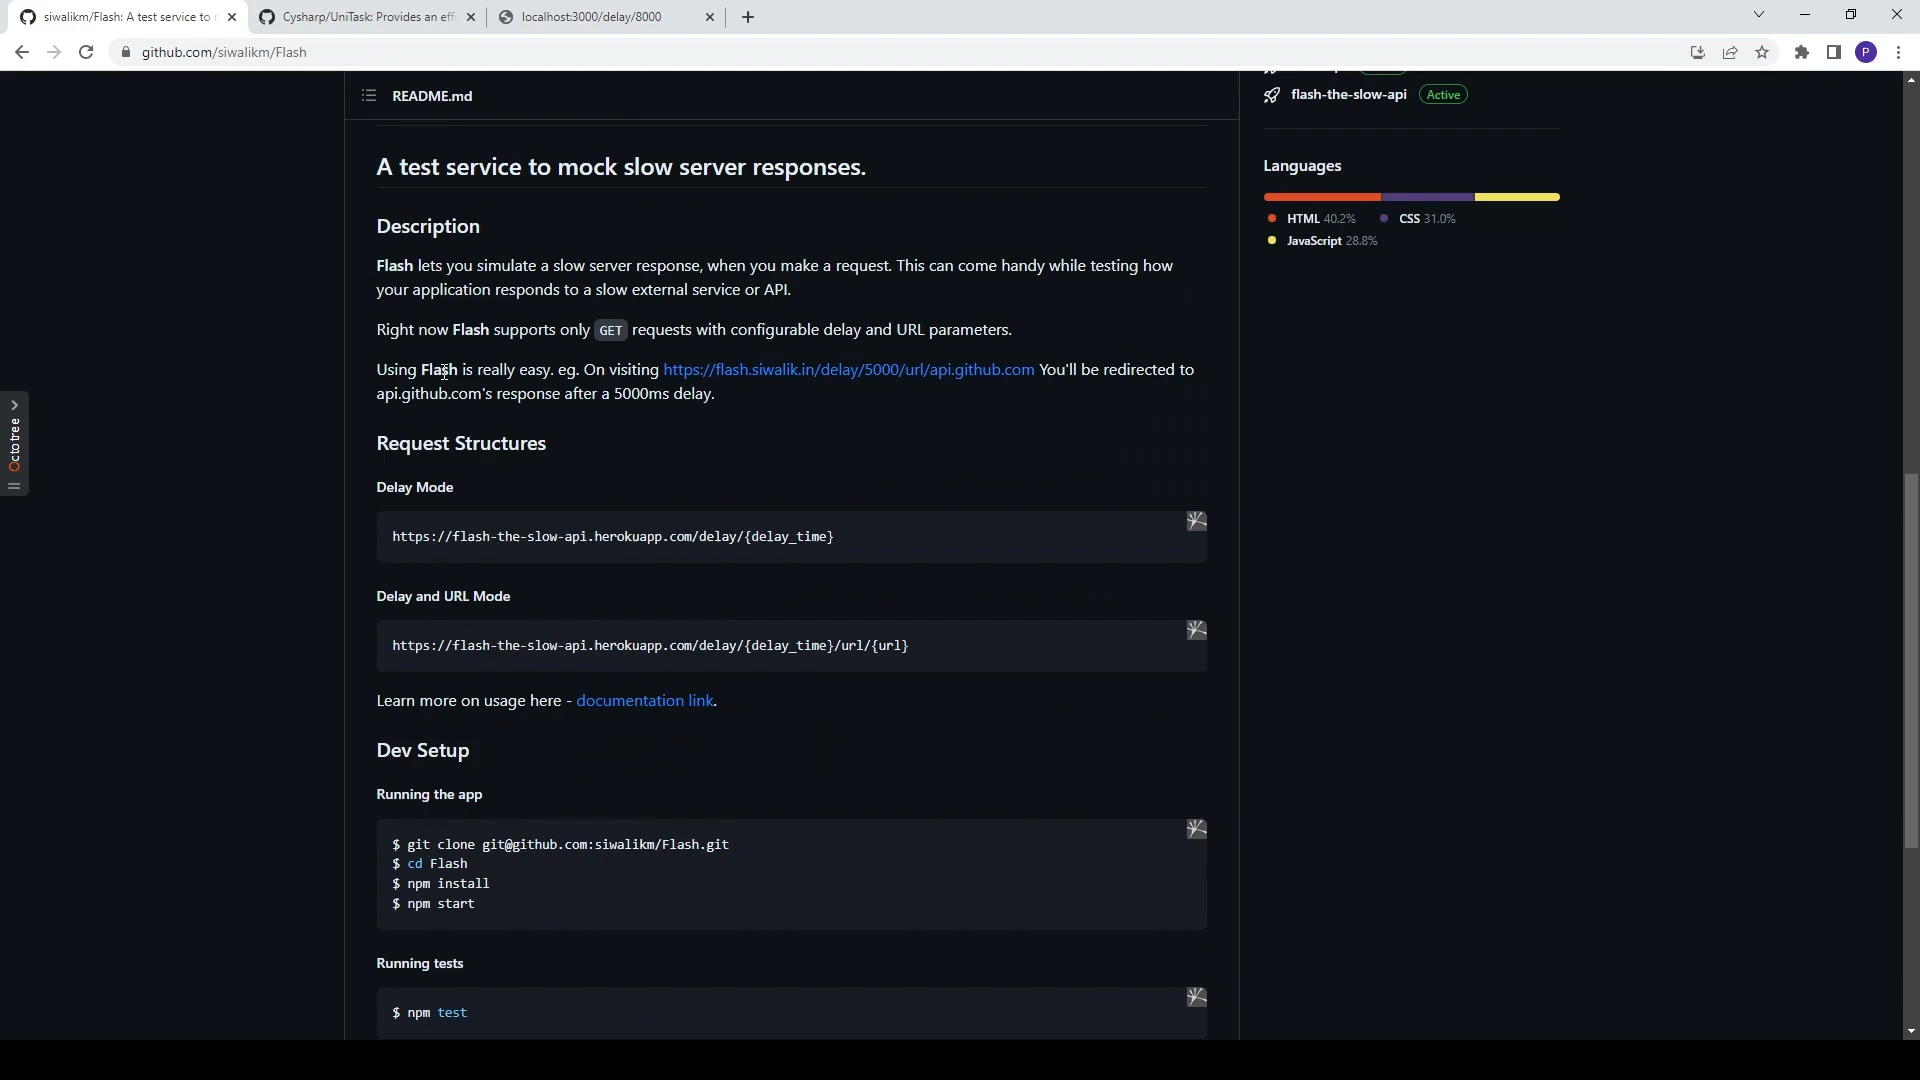 siwalikm/Flash: A test service to
Cysharp/UniTask: Provides an eff
localhost:3000/delay/8000
github.com/siwalikm/Flash
P
README.md
flash-the-slow-api Active
A test service to mock slow server responses.
Languages
HTML 40.2% CSS 31.0%
JavaScript 28.8%
Description
Flash lets you simulate a slow server response, when you make a request. This can come handy while testing how
your application responds to a slow external service or API.
Right now Flash supports only GET requests with configurable delay and URL parameters.
Using Flash is really easy. eg. On visiting https://flash.siwalik.in/delay/5000/url/api.github.com You'll be redirected to
api.github.com's response after a 5000ms delay.
Octotree
Request Structures
Delay Mode
https://flash-the-slow-api.herokuapp.com/delay/{delay_time}
Delay and URL Mode
https://flash-the-slow-api.herokuapp.com/delay/{delay_time}/url/{url}
Learn more on usage here - documentation link.
Dev Setup
Running the app
$ git clone git@github.com:siwalikm/Flash.git
$ cd Flash
$ npm install
$ npm start
Running tests
$ npm test